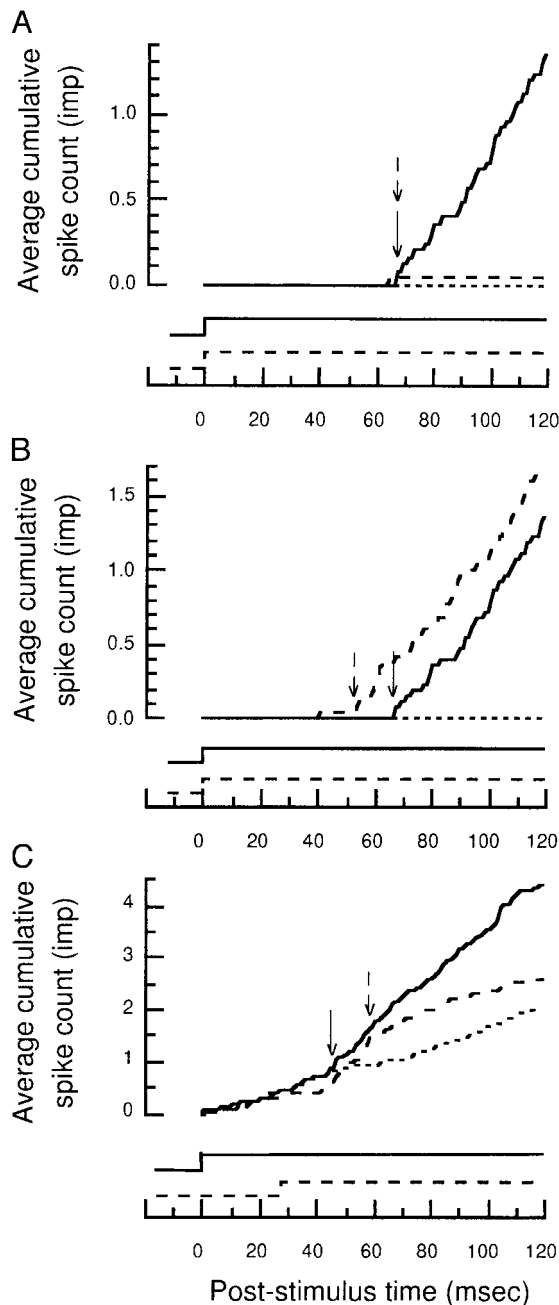 A
Average cumulative
spike count (imp)
1.0
0.5
0.0
0 20 40 60 80 100 120
B
Average cumulative
spike count (imp)
1.5
1.0
0.5
0.0
0 20 40 60 80 100 120
C
Average cumulative
spike count (imp)
4
3
2
1
0
0 20 40 60 80 100 120
Post-stimulus time (msec)